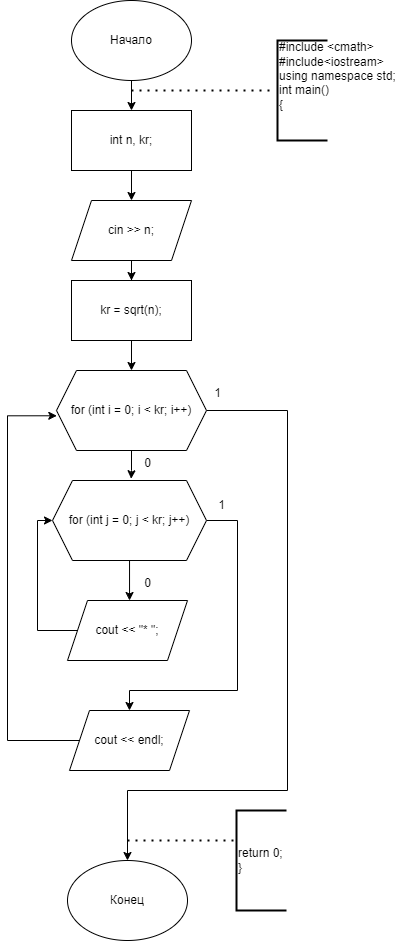 Начало
#include <cmath>
#include<iostream>
using namespace std;
int main()
{
int n, kr;
cin >> n;
kr = sqrt(n);
1
for (int i = 0; i < kr; i++)
0
1
for (int j = 0; j < kr; j++)
0
cout << "* ";
cout << endl;
return 0;
}
Конец